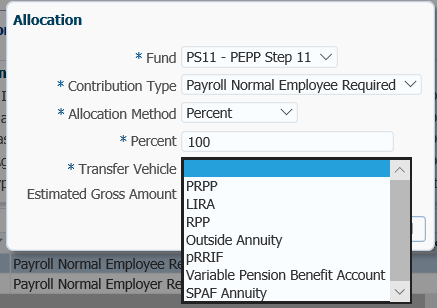 Allocation
* Fund PS11 - PEPP Step 11
* Contribution Type Payroll Normal Employee Required
* Allocation Method Percent
* Percent 100
* Transfer Vehicle
Estimated Gross Amount
PRPP
LIRA
RPP
Outside Annuity
pRRIF
Variable Pension Benefit Account
SPAF Annuity
Payroll Normal Employee Re
Payroll Normal Employer Re